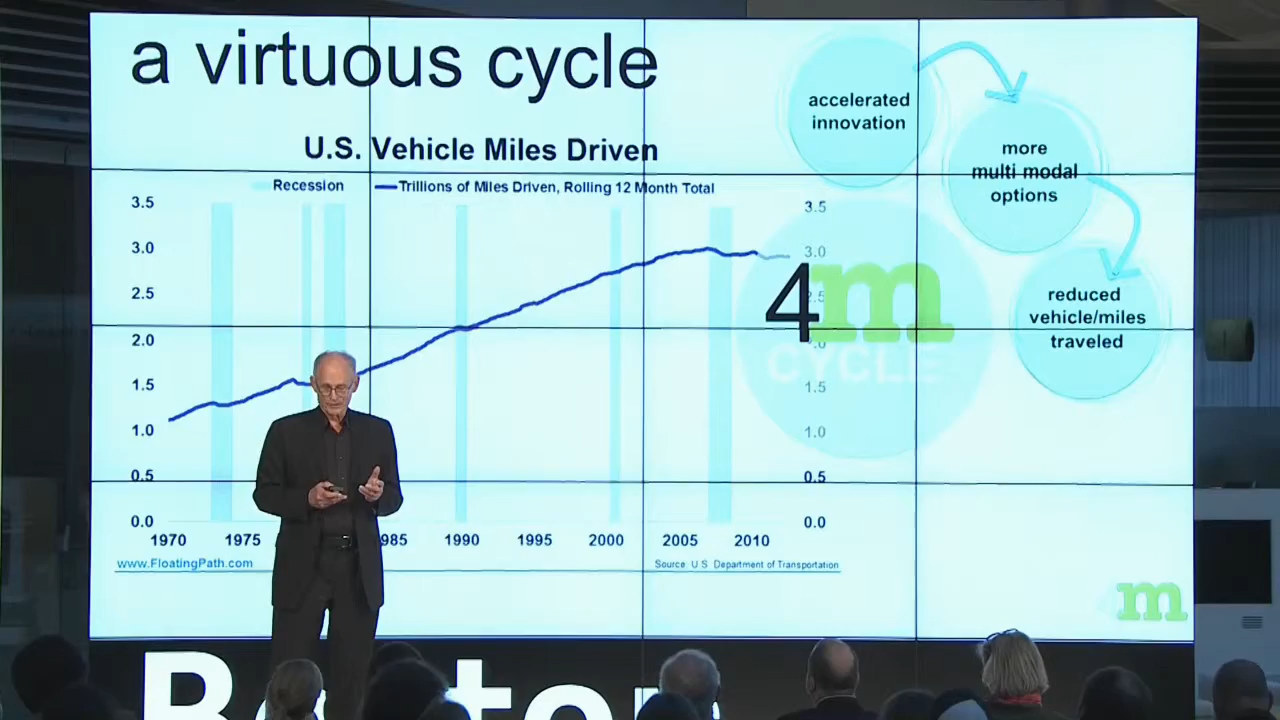 a virtuous cycle
U.S. Vehicle Miles Driven
Recession
Trillions of Miles Driven, Rolling 12 Month Total
3.5
3.0
2.5
2.0
1.5
1.0
0.5
0.0
3.5
3.0
1.5
1.0
0.5
0.0
1970
1975
1990
1995
2000
2005
2010
www.FloatingPath.com
Source: U.S. Department of Transportation
accelerated
innovation
more
multi modal
options
reduced
vehicle/miles
traveled
4m
CYCLE
m